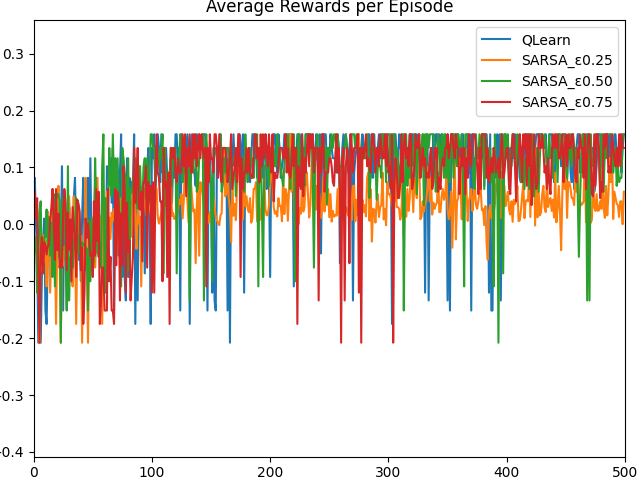 Average Rewards per Episode
QLearn
SARSA_ε0.25
SARSA_ε0.50
SARSA_ε0.75
0.3
0.2
0.1
0.0
-0.1
-0.2
-0.3
-0.4
0 100 200 300 400 500